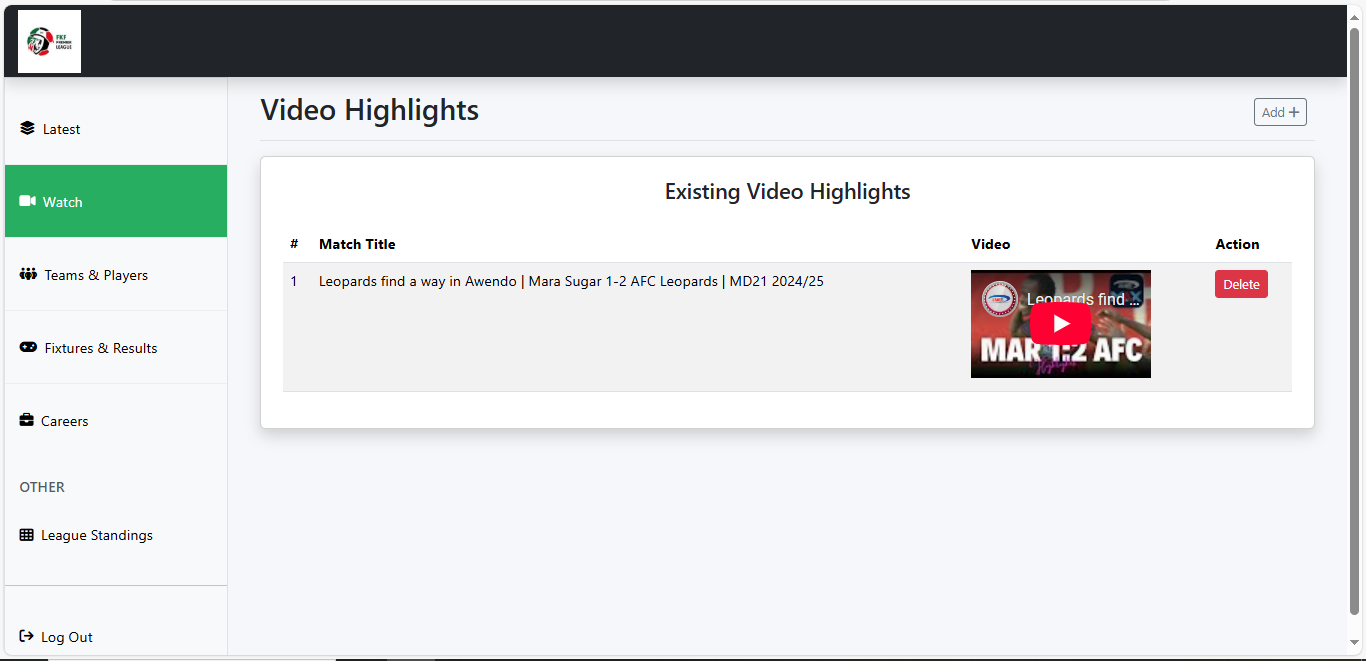 FKF
PREMIER
LEAGUE
Latest
Watch
Teams & Players
Fixtures & Results
Careers
OTHER
League Standings
Log Out
Video Highlights
Add +
Existing Video Highlights
# Match Title Video Action
1 Leopards find a way in Awendo | Mara Sugar 1-2 AFC Leopards | MD21 2024/25 Delete
Leopards find ...
MAR 1:2 AFC
Highlights